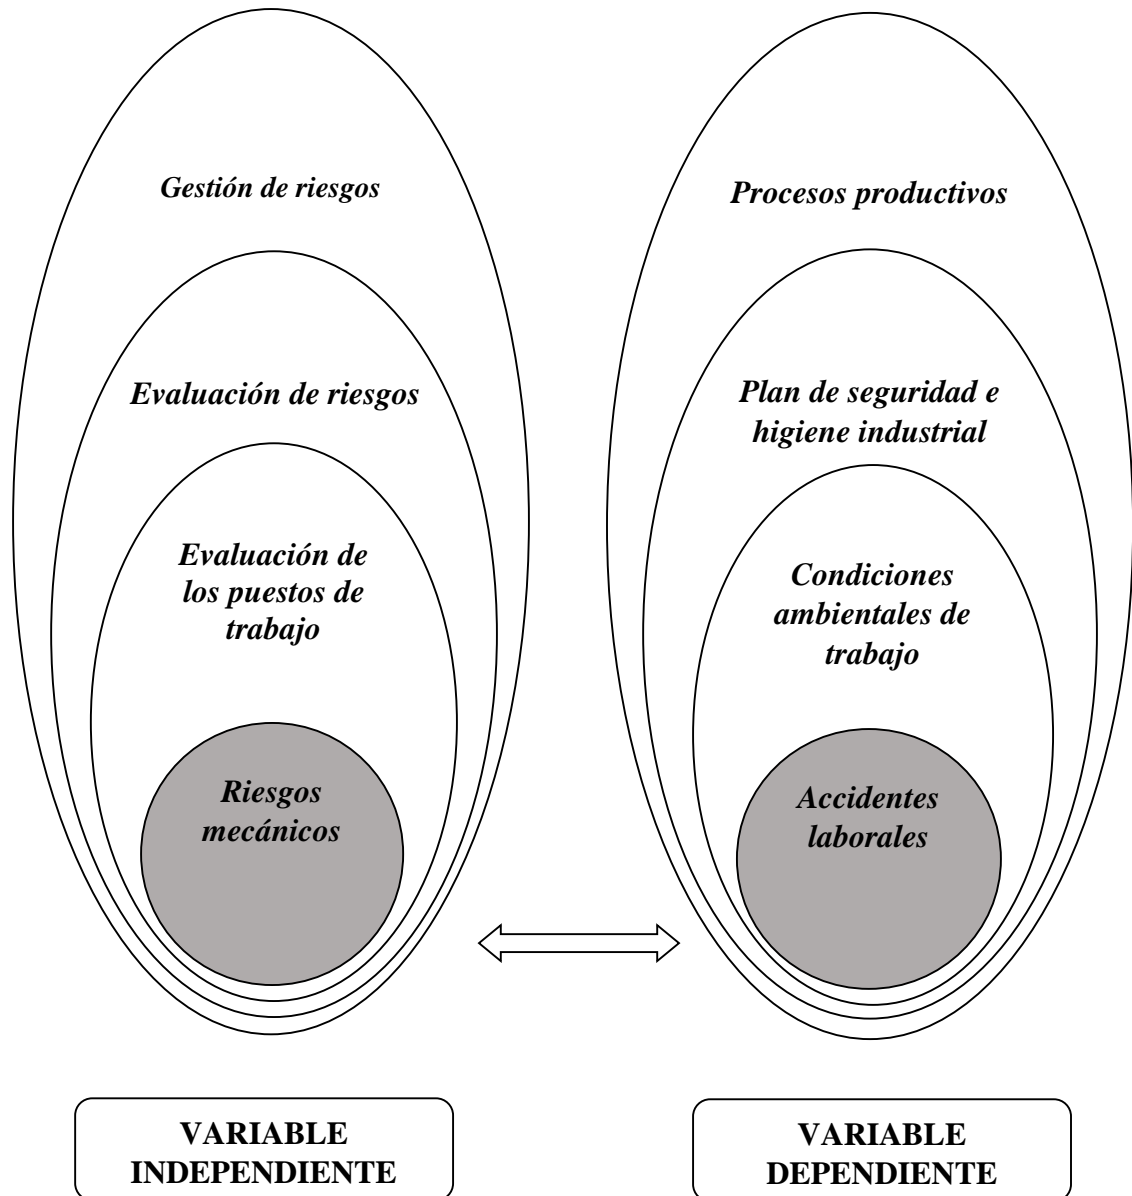 Gestión de riesgos
Evaluación de riesgos
Evaluación de
los puestos de
trabajo
Riesgos
mecánicos
VARIABLE
INDEPENDIENTE
Procesos productivos
Plan de seguridad e
higiene industrial
Condiciones
ambientales de
trabajo
Accidentes
laborales
VARIABLE
DEPENDIENTE